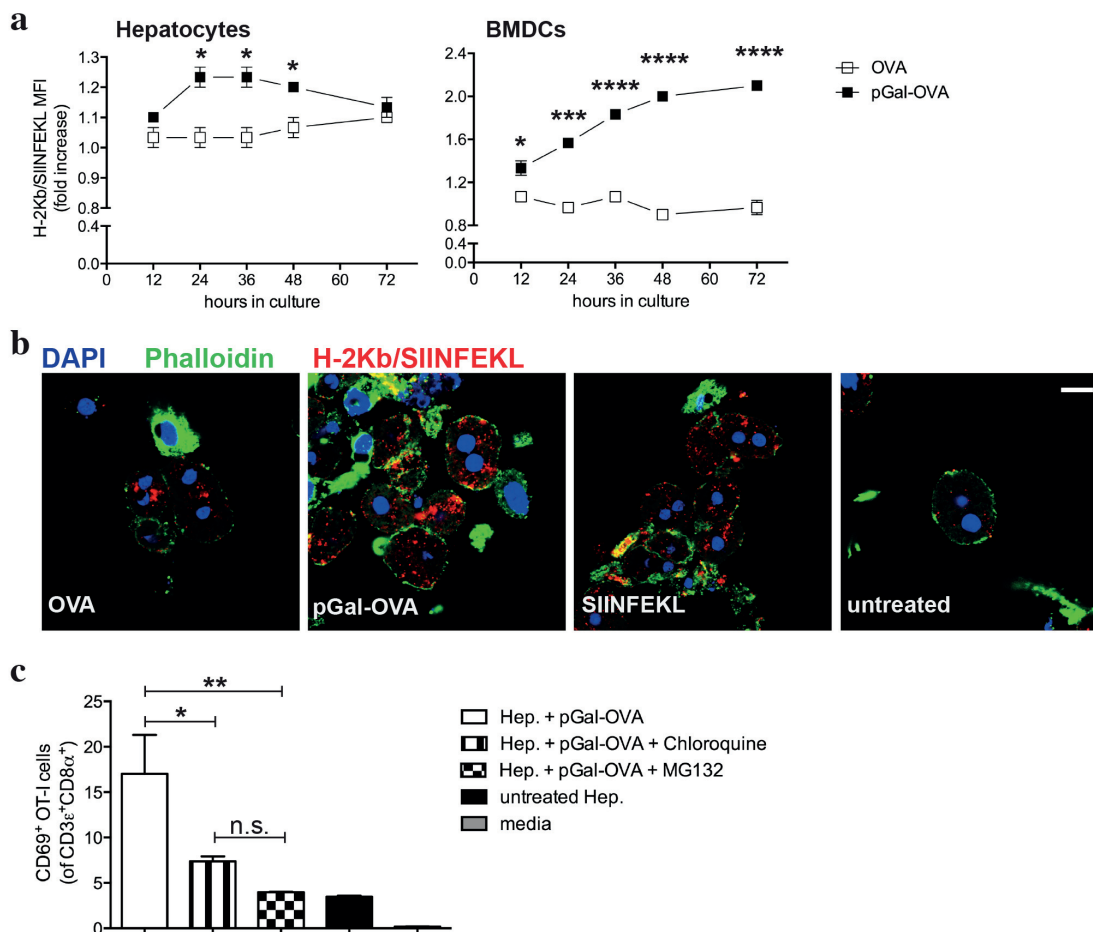 a
Hepatocytes
BMDCs
H-2Kb/SIINFEKL MFI
(fold increase)
1.3
1.2
1.1
1.0
0.9
0.8
0.4
0.0
* * *
0 12 24 36 48 60 72
hours in culture
2.4
2.0
1.6
1.2
0.8
0.4
0.0
* *** **** **** ****
0 12 24 36 48 60 72
hours in culture
OVA
pGal-OVA
b
DAPI Phalloidin H-2Kb/SIINFEKL
OVA
pGal-OVA
SIINFEKL
untreated
c
CD69+ OT-I cells
(of CD3ε+CD8α+)
25
20
15
10
5
0
**
*
n.s.
Hep. + pGal-OVA
Hep. + pGal-OVA + Chloroquine
Hep. + pGal-OVA + MG132
untreated Hep.
media